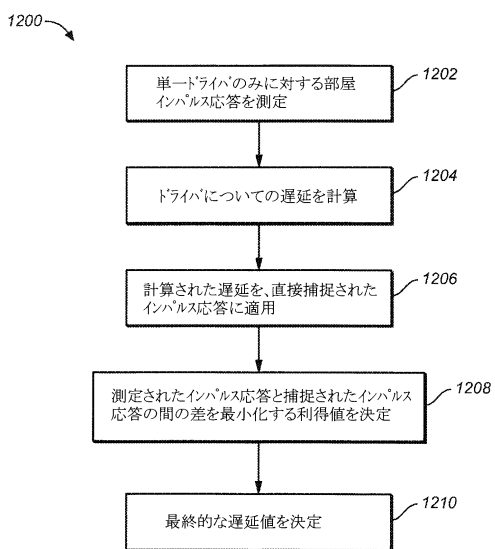 1200
単一ドライバのみに対する部屋
インパルス応答を測定
1202
ドライバについての遅延を計算
1204
計算された遅延を、直接捕捉された
インパルス応答に適用
1206
測定されたインパルス応答と捕捉されたインパルス
応答の間の差を最小化する利得値を決定
1208
最終的な遅延値を決定
1210